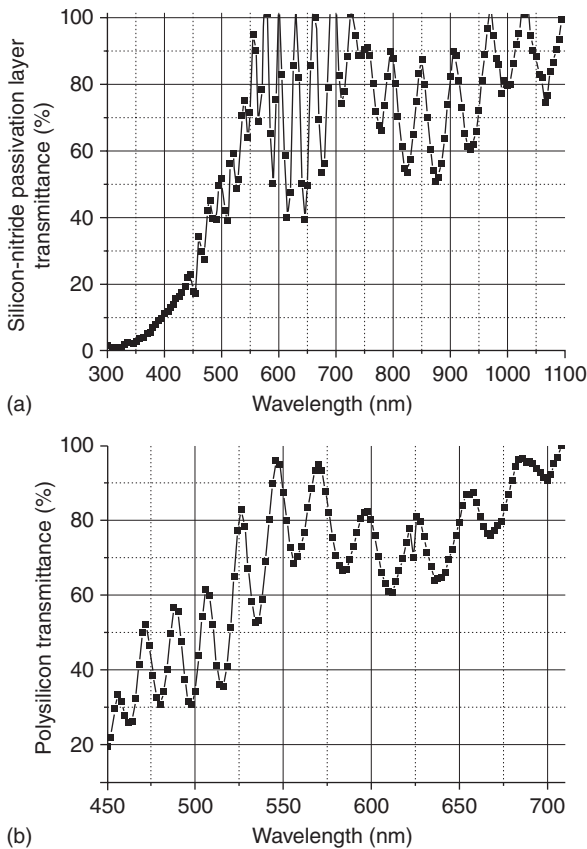 Silicon-nitride passivation layer
transmittance (%)
100
80
60
40
20
0
300 400 500 600 700 800 900 1000 1100
(a)
Wavelength (nm)
Polysilicon transmittance (%)
100
80
60
40
20
450 500 550 600 650 700
(b)
Wavelength (nm)